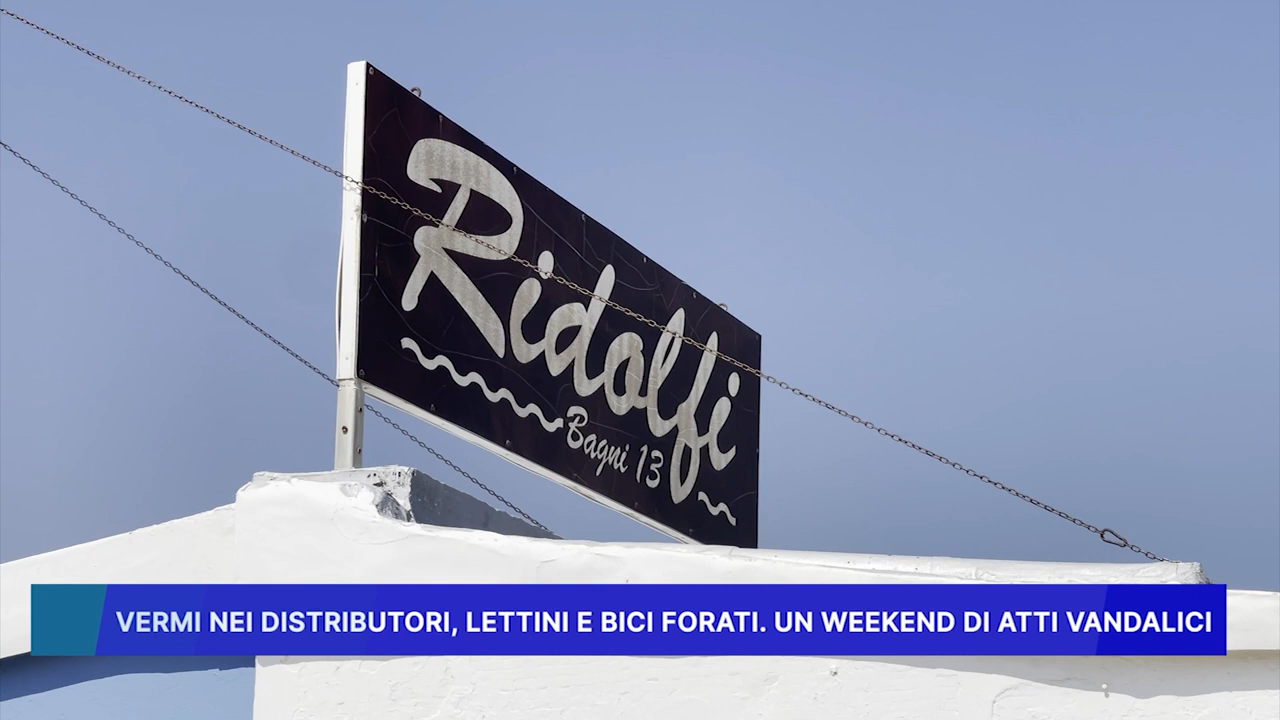 Ridolfi
Bagni 13
VERMI NEI DISTRIBUTORI, LETTINI E BICI FORATI. UN WEEKEND DI ATTI VANDALICI